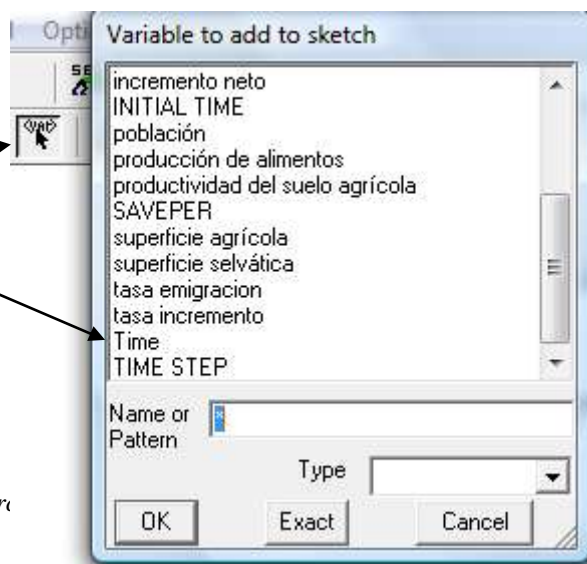 Opti
Variable to add to sketch
incremento neto
INITIAL TIME
población
producción de alimentos
productividad del suelo agrícola
SAVEPER
superficie agrícola
superficie selvática
tasa emigracion
tasa incremento
Time
TIME STEP
Name or
Pattern
*
Type
OK
Exact
Cancel